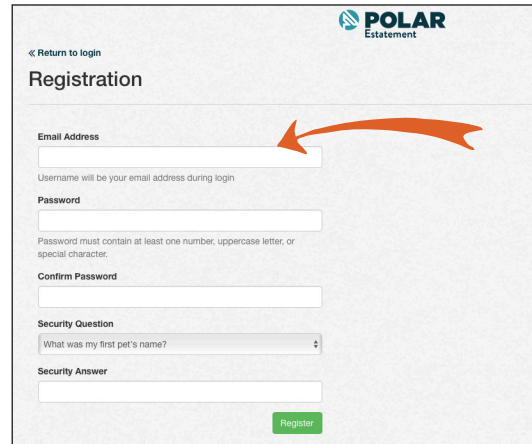 POLAR
Estatement
« Return to login
Registration
Email Address
Username will be your email address during login
Password
Password must contain at least one number, uppercase letter, or
special character.
Confirm Password
Security Question
What was my first pet's name?
Security Answer
Register